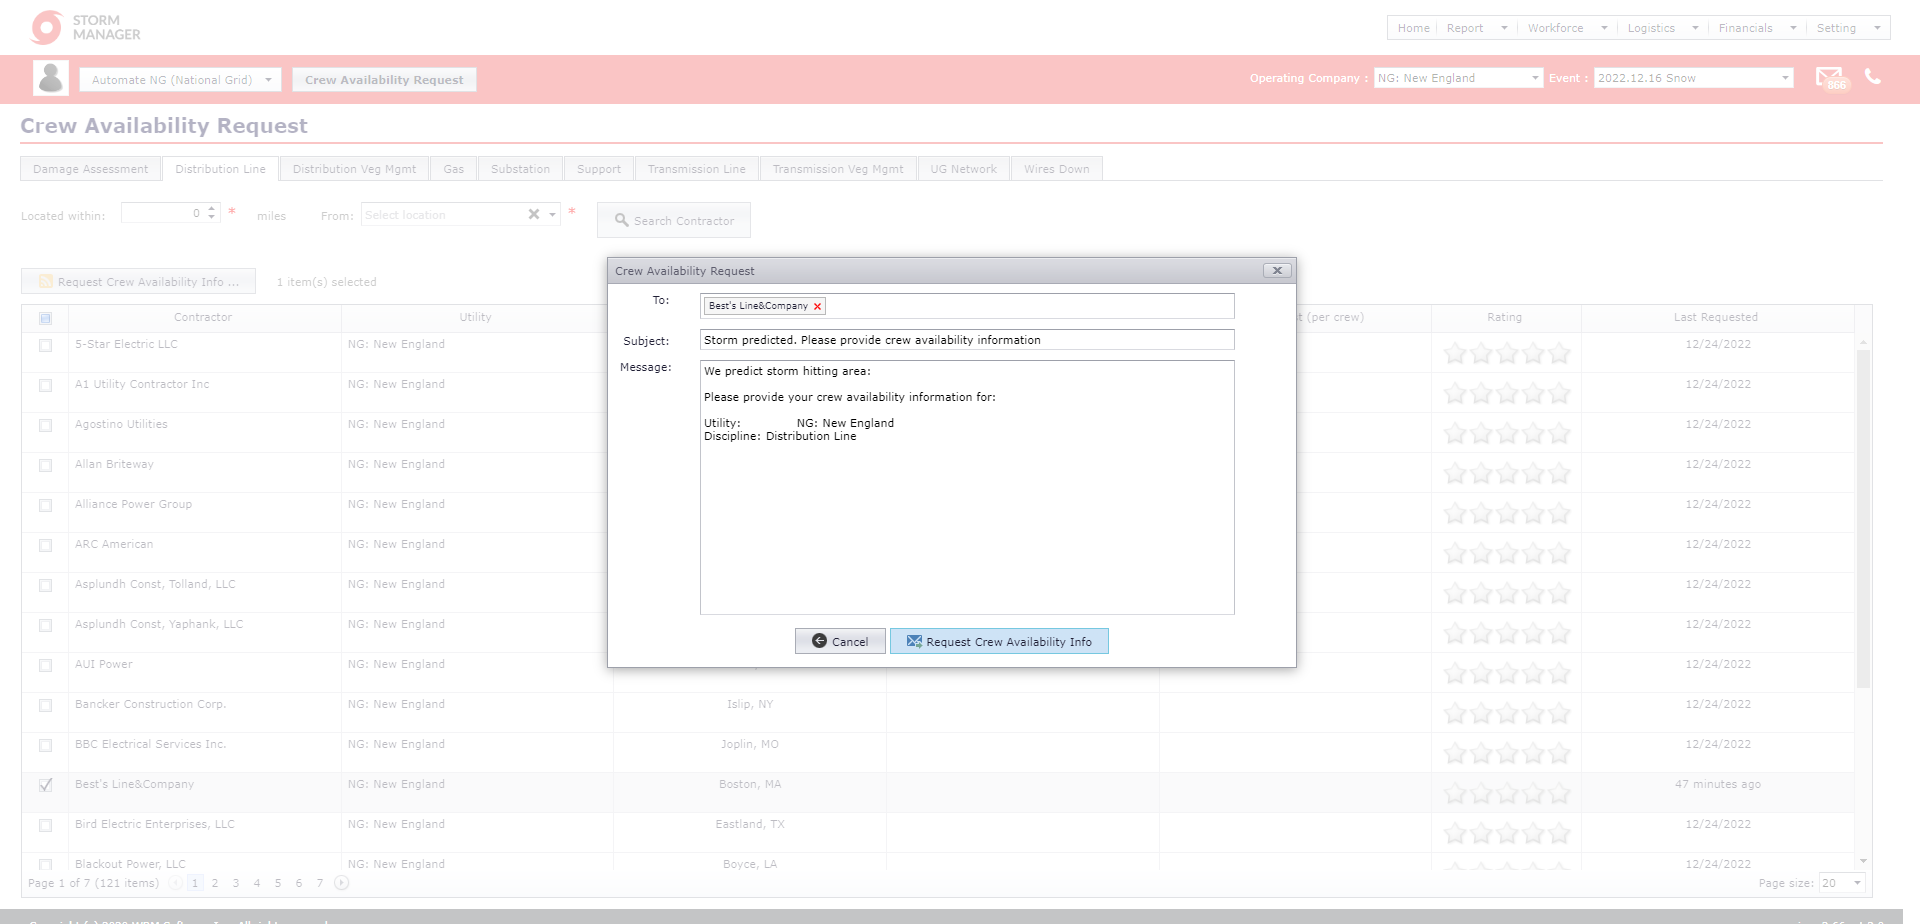 STORM
MANAGER
Home Report Workforce Logistics Financials Setting
Automate NG (National Grid) Crew Availability Request Operating Company : NG: New England Event : 2022.12.16 Snow 866
Crew Availability Request
Damage Assessment Distribution Line Distribution Veg Mgmt Gas Substation Support Transmission Line Transmission Veg Mgmt UG Network Wires Down
Located within: 0 * miles From: Select location * Search Contractor
Request Crew Availability Info ... 1 item(s) selected
Crew Availability Request
To: Best's Line&Company
Subject: Storm predicted. Please provide crew availability information
Message: We predict storm hitting area:
Please provide your crew availability information for:
Utility: NG: New England
Discipline: Distribution Line
Cancel Request Crew Availability Info
Contractor Utility (per crew) Rating Last Requested
5-Star Electric LLC NG: New England 12/24/2022
A1 Utility Contractor Inc NG: New England 12/24/2022
Agostino Utilities NG: New England 12/24/2022
Allan Briteway NG: New England 12/24/2022
Alliance Power Group NG: New England 12/24/2022
ARC American NG: New England 12/24/2022
Asplundh Const, Tolland, LLC NG: New England 12/24/2022
Asplundh Const, Yaphank, LLC NG: New England 12/24/2022
AUI Power NG: New England 12/24/2022
Bancker Construction Corp. NG: New England Islip, NY 12/24/2022
BBC Electrical Services Inc. NG: New England Joplin, MO 12/24/2022
Best's Line&Company NG: New England Boston, MA 47 minutes ago
Bird Electric Enterprises, LLC NG: New England Eastland, TX 12/24/2022
Blackout Power, LLC NG: New England Boyce, LA 12/24/2022
Page 1 of 7 (121 items) 1 2 3 4 5 6 7 Page size: 20